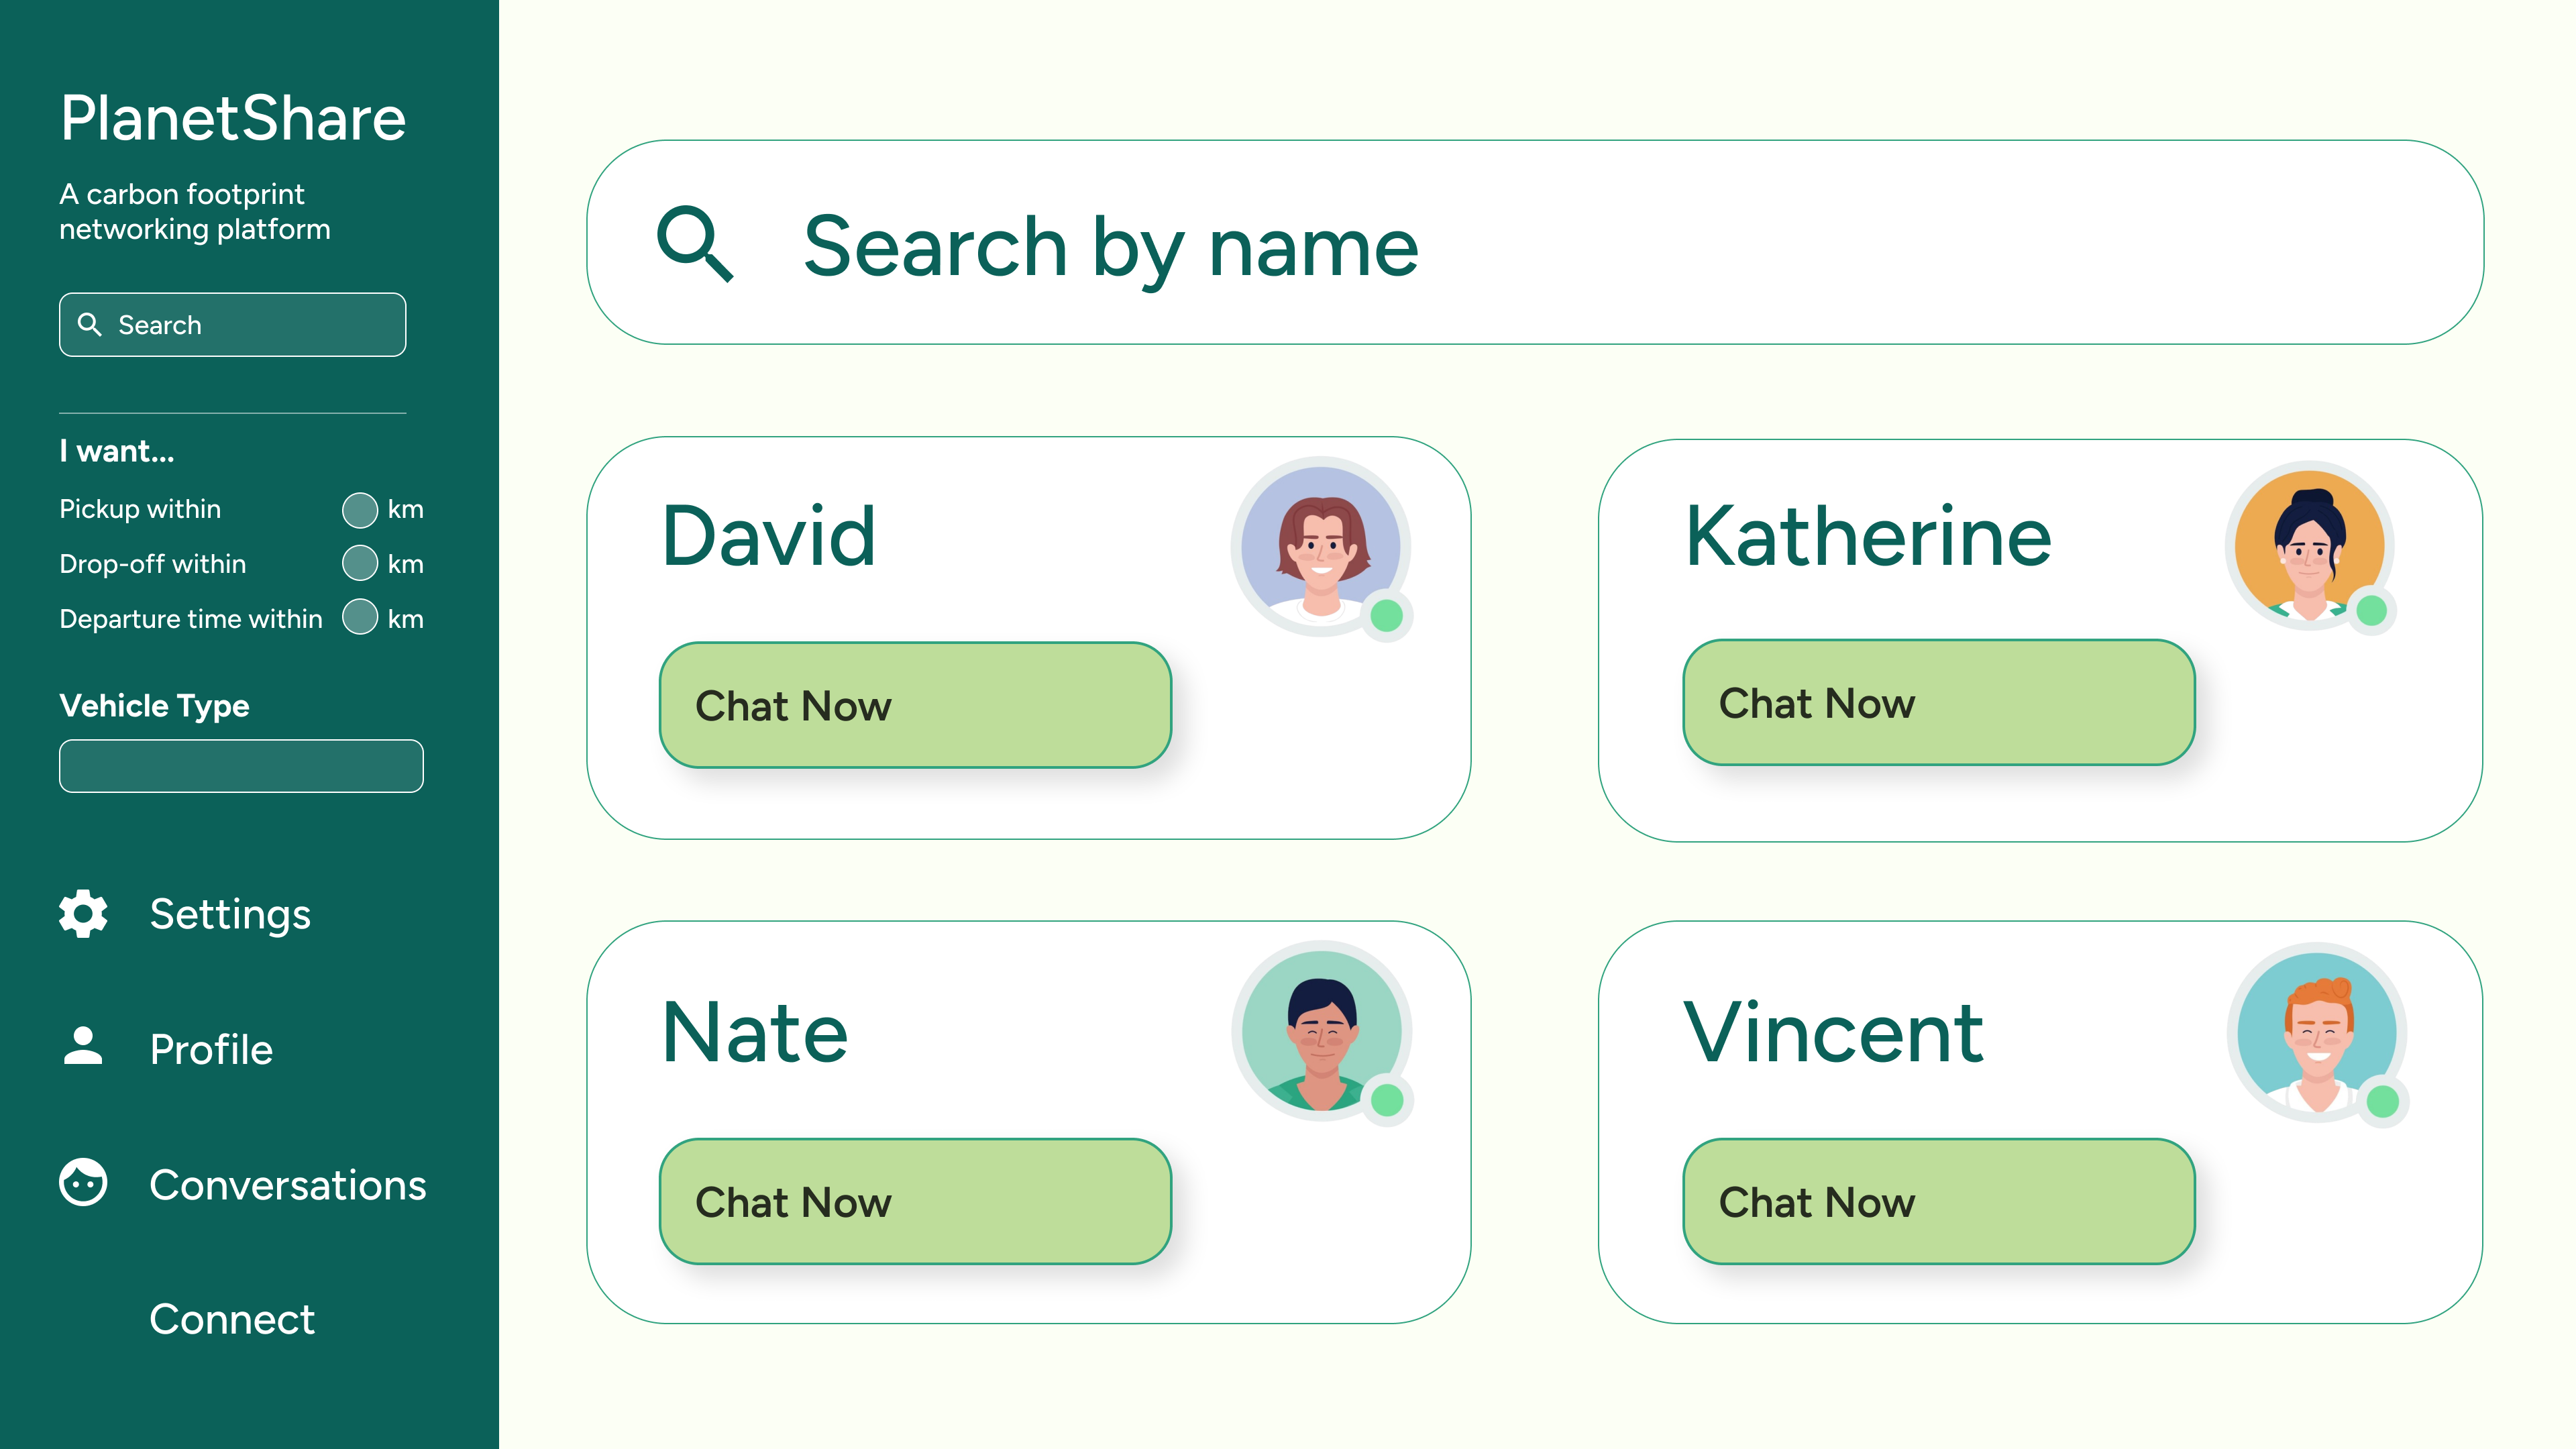 PlanetShare
A carbon footprint
networking platform
Search
I want...
Pickup within km
Drop-off within km
Departure time within km
Vehicle Type
Settings
Profile
Conversations
Connect
Search by name
David
Chat Now
Katherine
Chat Now
Nate
Chat Now
Vincent
Chat Now